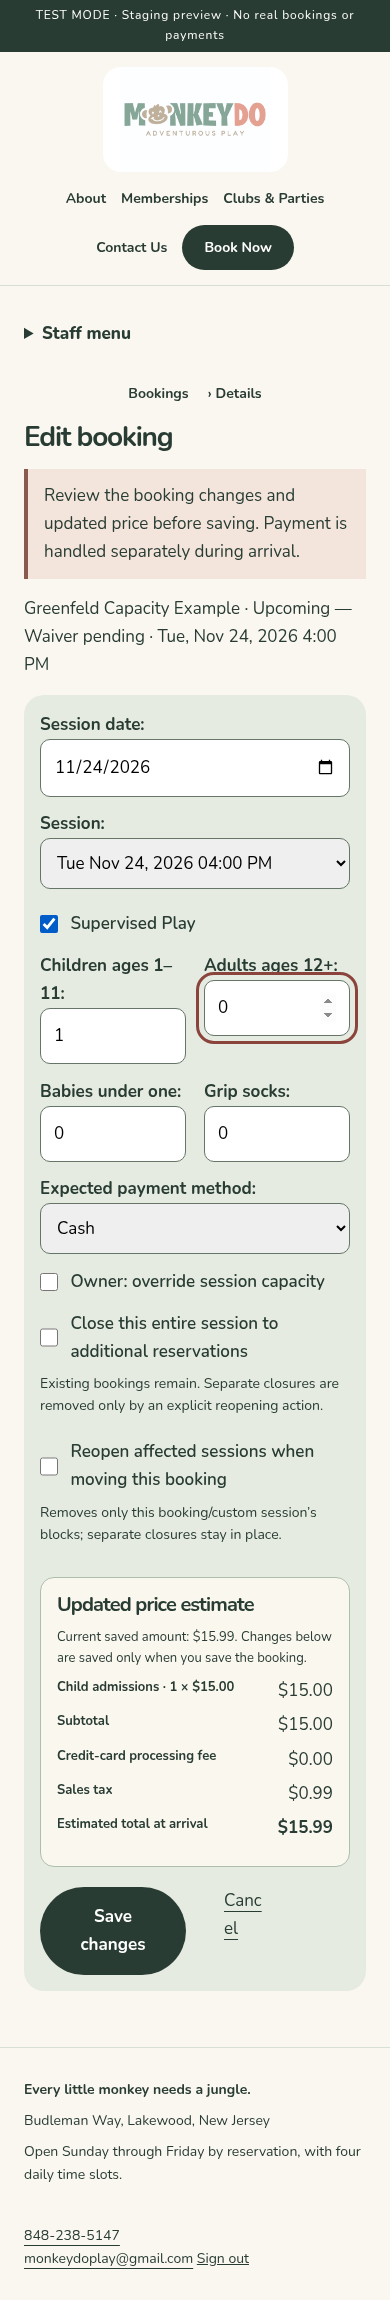 TEST MODE · Staging preview · No real bookings or
payments
MONKEYDO
ADVENTUROUS PLAY
About Memberships Clubs & Parties
Contact Us Book Now
▶ Staff menu
Bookings › Details
Edit booking
Review the booking changes and
updated price before saving. Payment is
handled separately during arrival.
Greenfeld Capacity Example · Upcoming —
Waiver pending · Tue, Nov 24, 2026 4:00
PM
Session date:
11/24/2026
Session:
Tue Nov 24, 2026 04:00 PM
Supervised Play
Children ages 1–
11:
1
Adults ages 12+:
0
Babies under one:
0
Grip socks:
0
Expected payment method:
Cash
Owner: override session capacity
Close this entire session to
additional reservations
Existing bookings remain. Separate closures are
removed only by an explicit reopening action.
Reopen affected sessions when
moving this booking
Removes only this booking/custom session's
blocks; separate closures stay in place.
Updated price estimate
Current saved amount: $15.99. Changes below
are saved only when you save the booking.
Child admissions · 1 × $15.00 $15.00
Subtotal $15.00
Credit-card processing fee $0.00
Sales tax $0.99
Estimated total at arrival $15.99
Save
changes
Canc
el
Every little monkey needs a jungle.
Budleman Way, Lakewood, New Jersey
Open Sunday through Friday by reservation, with four
daily time slots.
848-238-5147
monkeydoplay@gmail.com Sign out